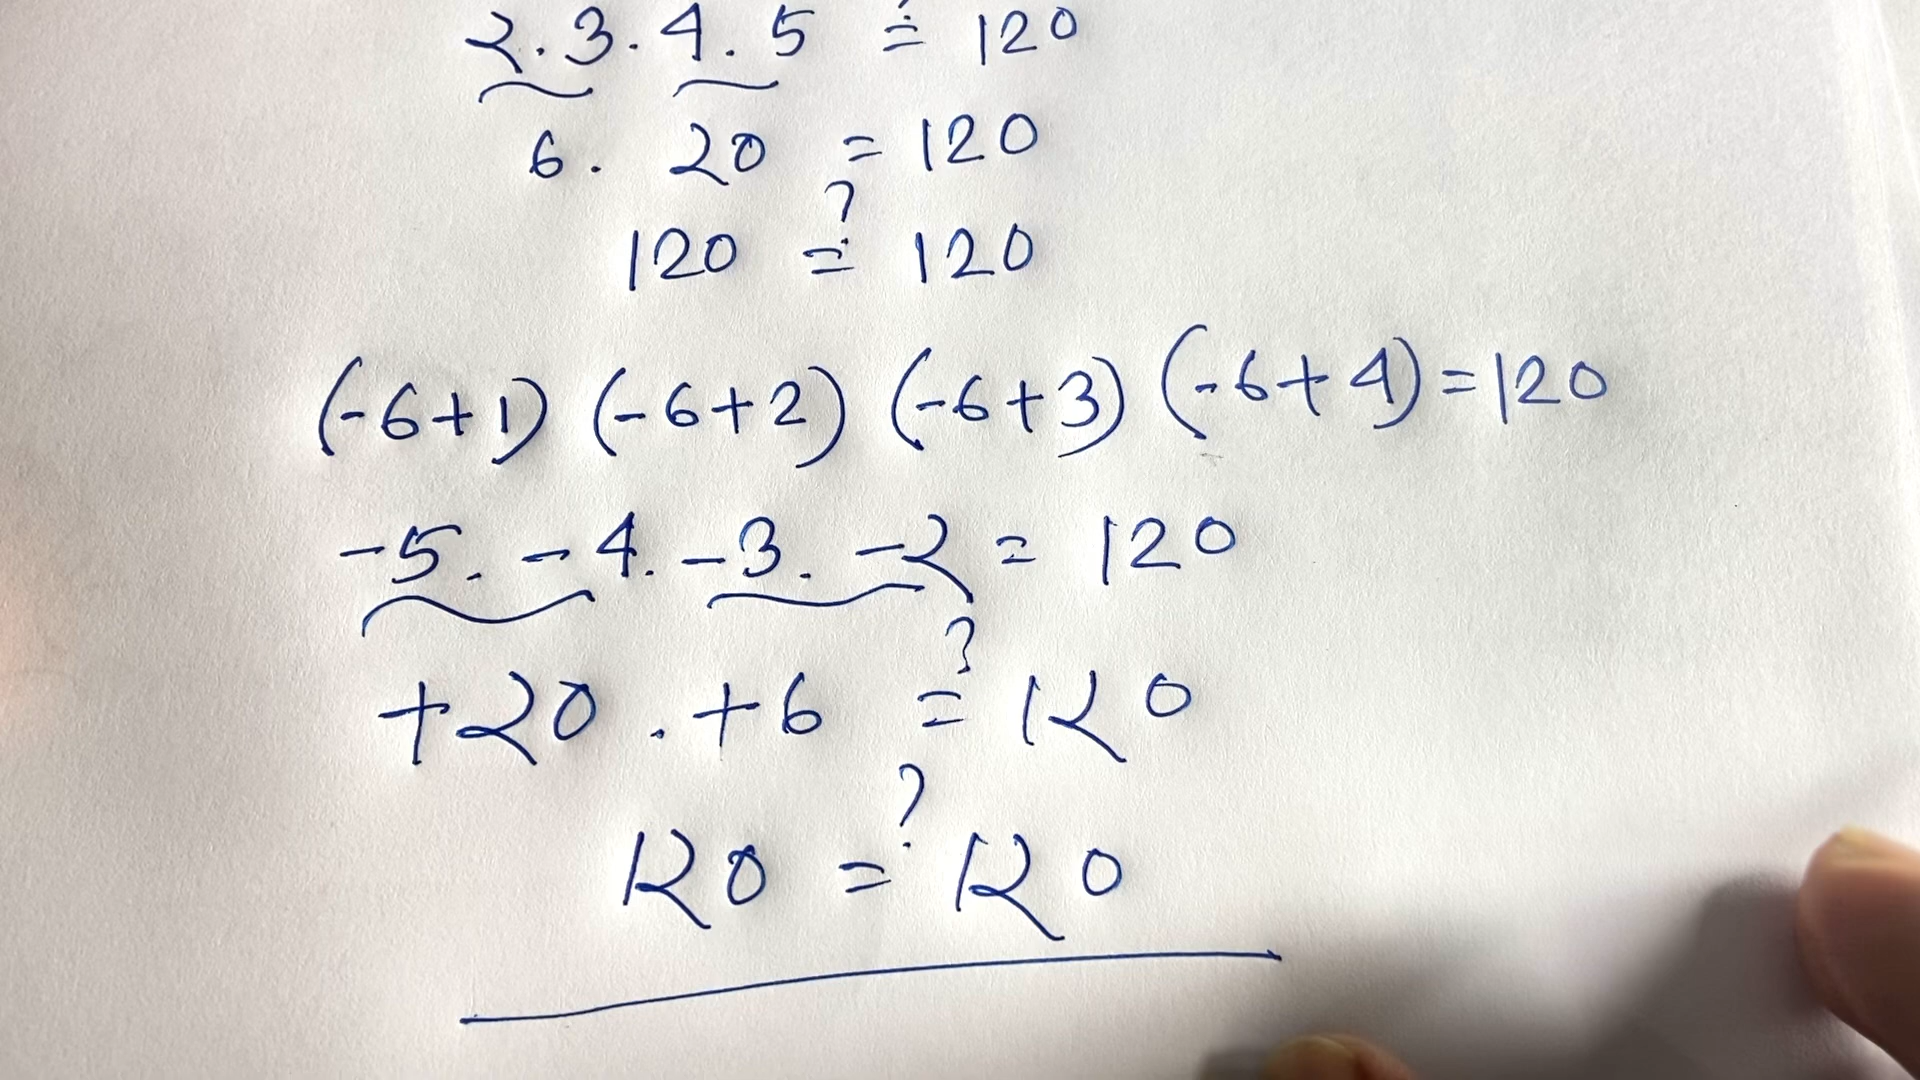 2.3.4.5 ≟ 120
6. 20 = 120
120 ≟ 120
(-6+1) (-6+2) (-6+3) (-6+4)=120
-5. -4. -3. -2 = 120
+20 . +6 ≟ 120
120 ≟ 120